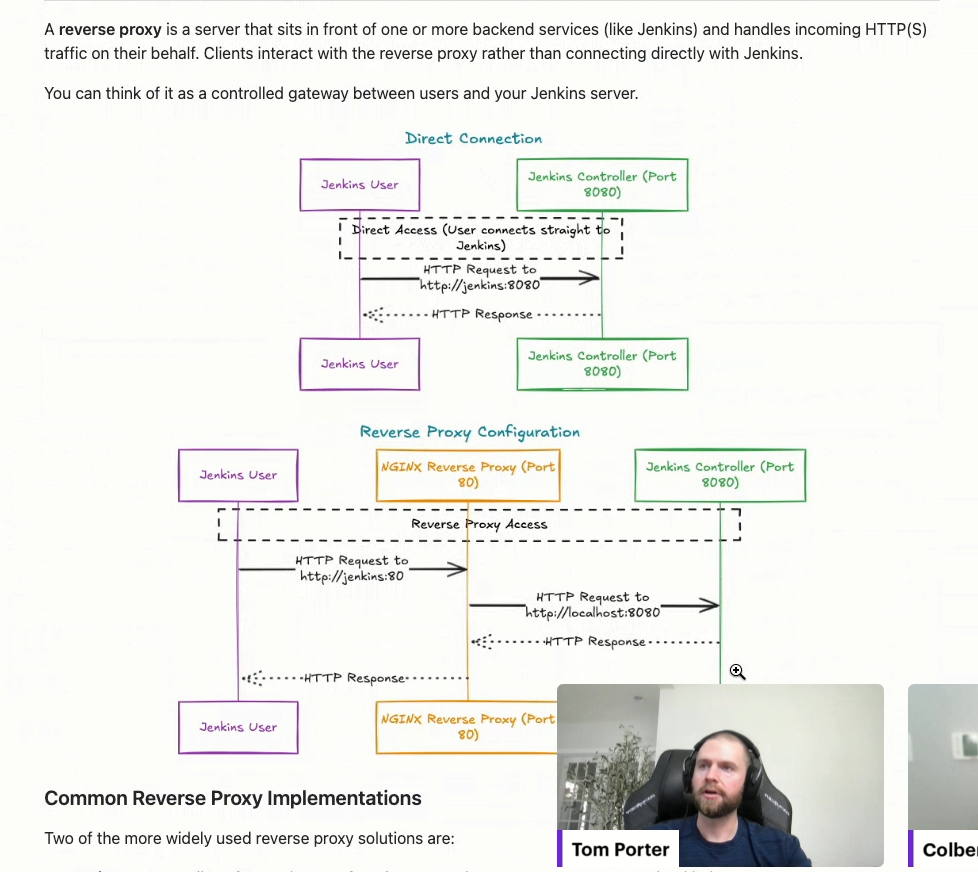 A reverse proxy is a server that sits in front of one or more backend services (like Jenkins) and handles incoming HTTP(S)
traffic on their behalf. Clients interact with the reverse proxy rather than connecting directly with Jenkins.
You can think of it as a controlled gateway between users and your Jenkins server.
Direct Connection
Jenkins User
Jenkins Controller (Port
8080)
Direct Access (User connects straight to
Jenkins)
HTTP Request to
http://jenkins:8080
HTTP Response
Jenkins User
Jenkins Controller (Port
8080)
Reverse Proxy Configuration
Jenkins User
NGINX Reverse Proxy (Port
80)
Jenkins Controller (Port
8080)
Reverse Proxy Access
HTTP Request to
http://jenkins:80
HTTP Request to
http://localhost:8080
HTTP Response
HTTP Response
Jenkins User
NGINX Reverse Proxy (Port
80)
Common Reverse Proxy Implementations
Two of the more widely used reverse proxy solutions are:
Tom Porter
Colber